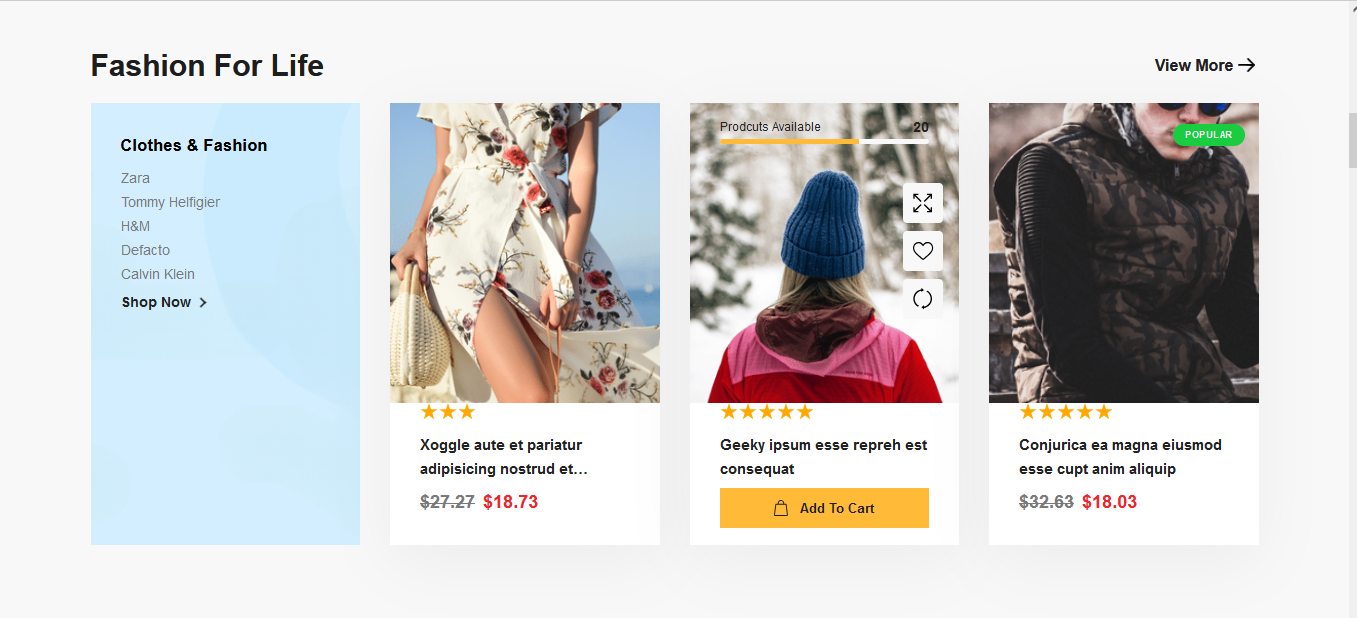 Fashion For Life
View More
Clothes & Fashion
Zara
Tommy Helfigier
H&M
Defacto
Calvin Klein
Shop Now
Xoggle aute et pariatur
adipisicing nostrud et…
$27.27 $18.73
Prodcuts Available 20
Geeky ipsum esse repreh est
consequat
Add To Cart
POPULAR
Conjurica ea magna eiusmod
esse cupt anim aliquip
$32.63 $18.03